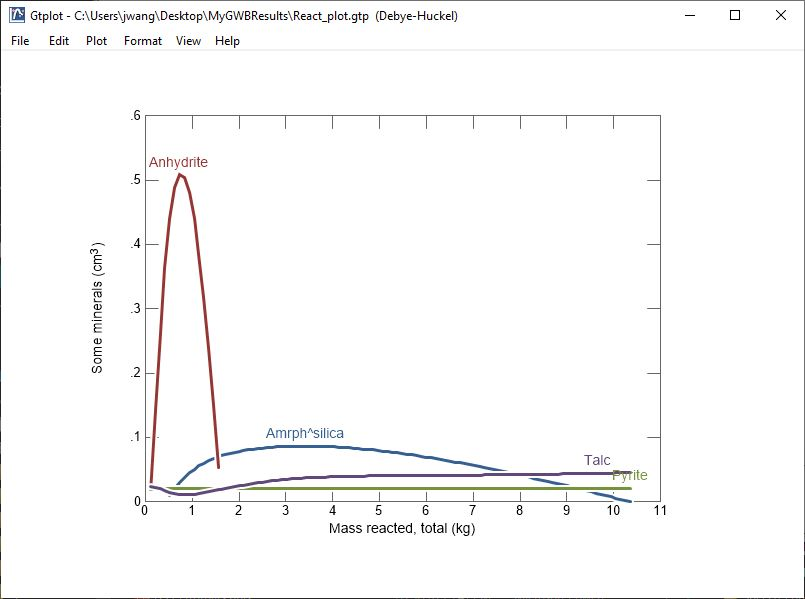 Gtplot - C:\Users\jwang\Desktop\MyGWBResults\React_plot.gtp (Debye-Huckel)
File Edit Plot Format View Help
.6
.5
.4
.3
.2
.1
0
Some minerals (cm3)
Anhydrite
Amrph^silica
Talc
Pyrite
0 1 2 3 4 5 6 7 8 9 10 11
Mass reacted, total (kg)